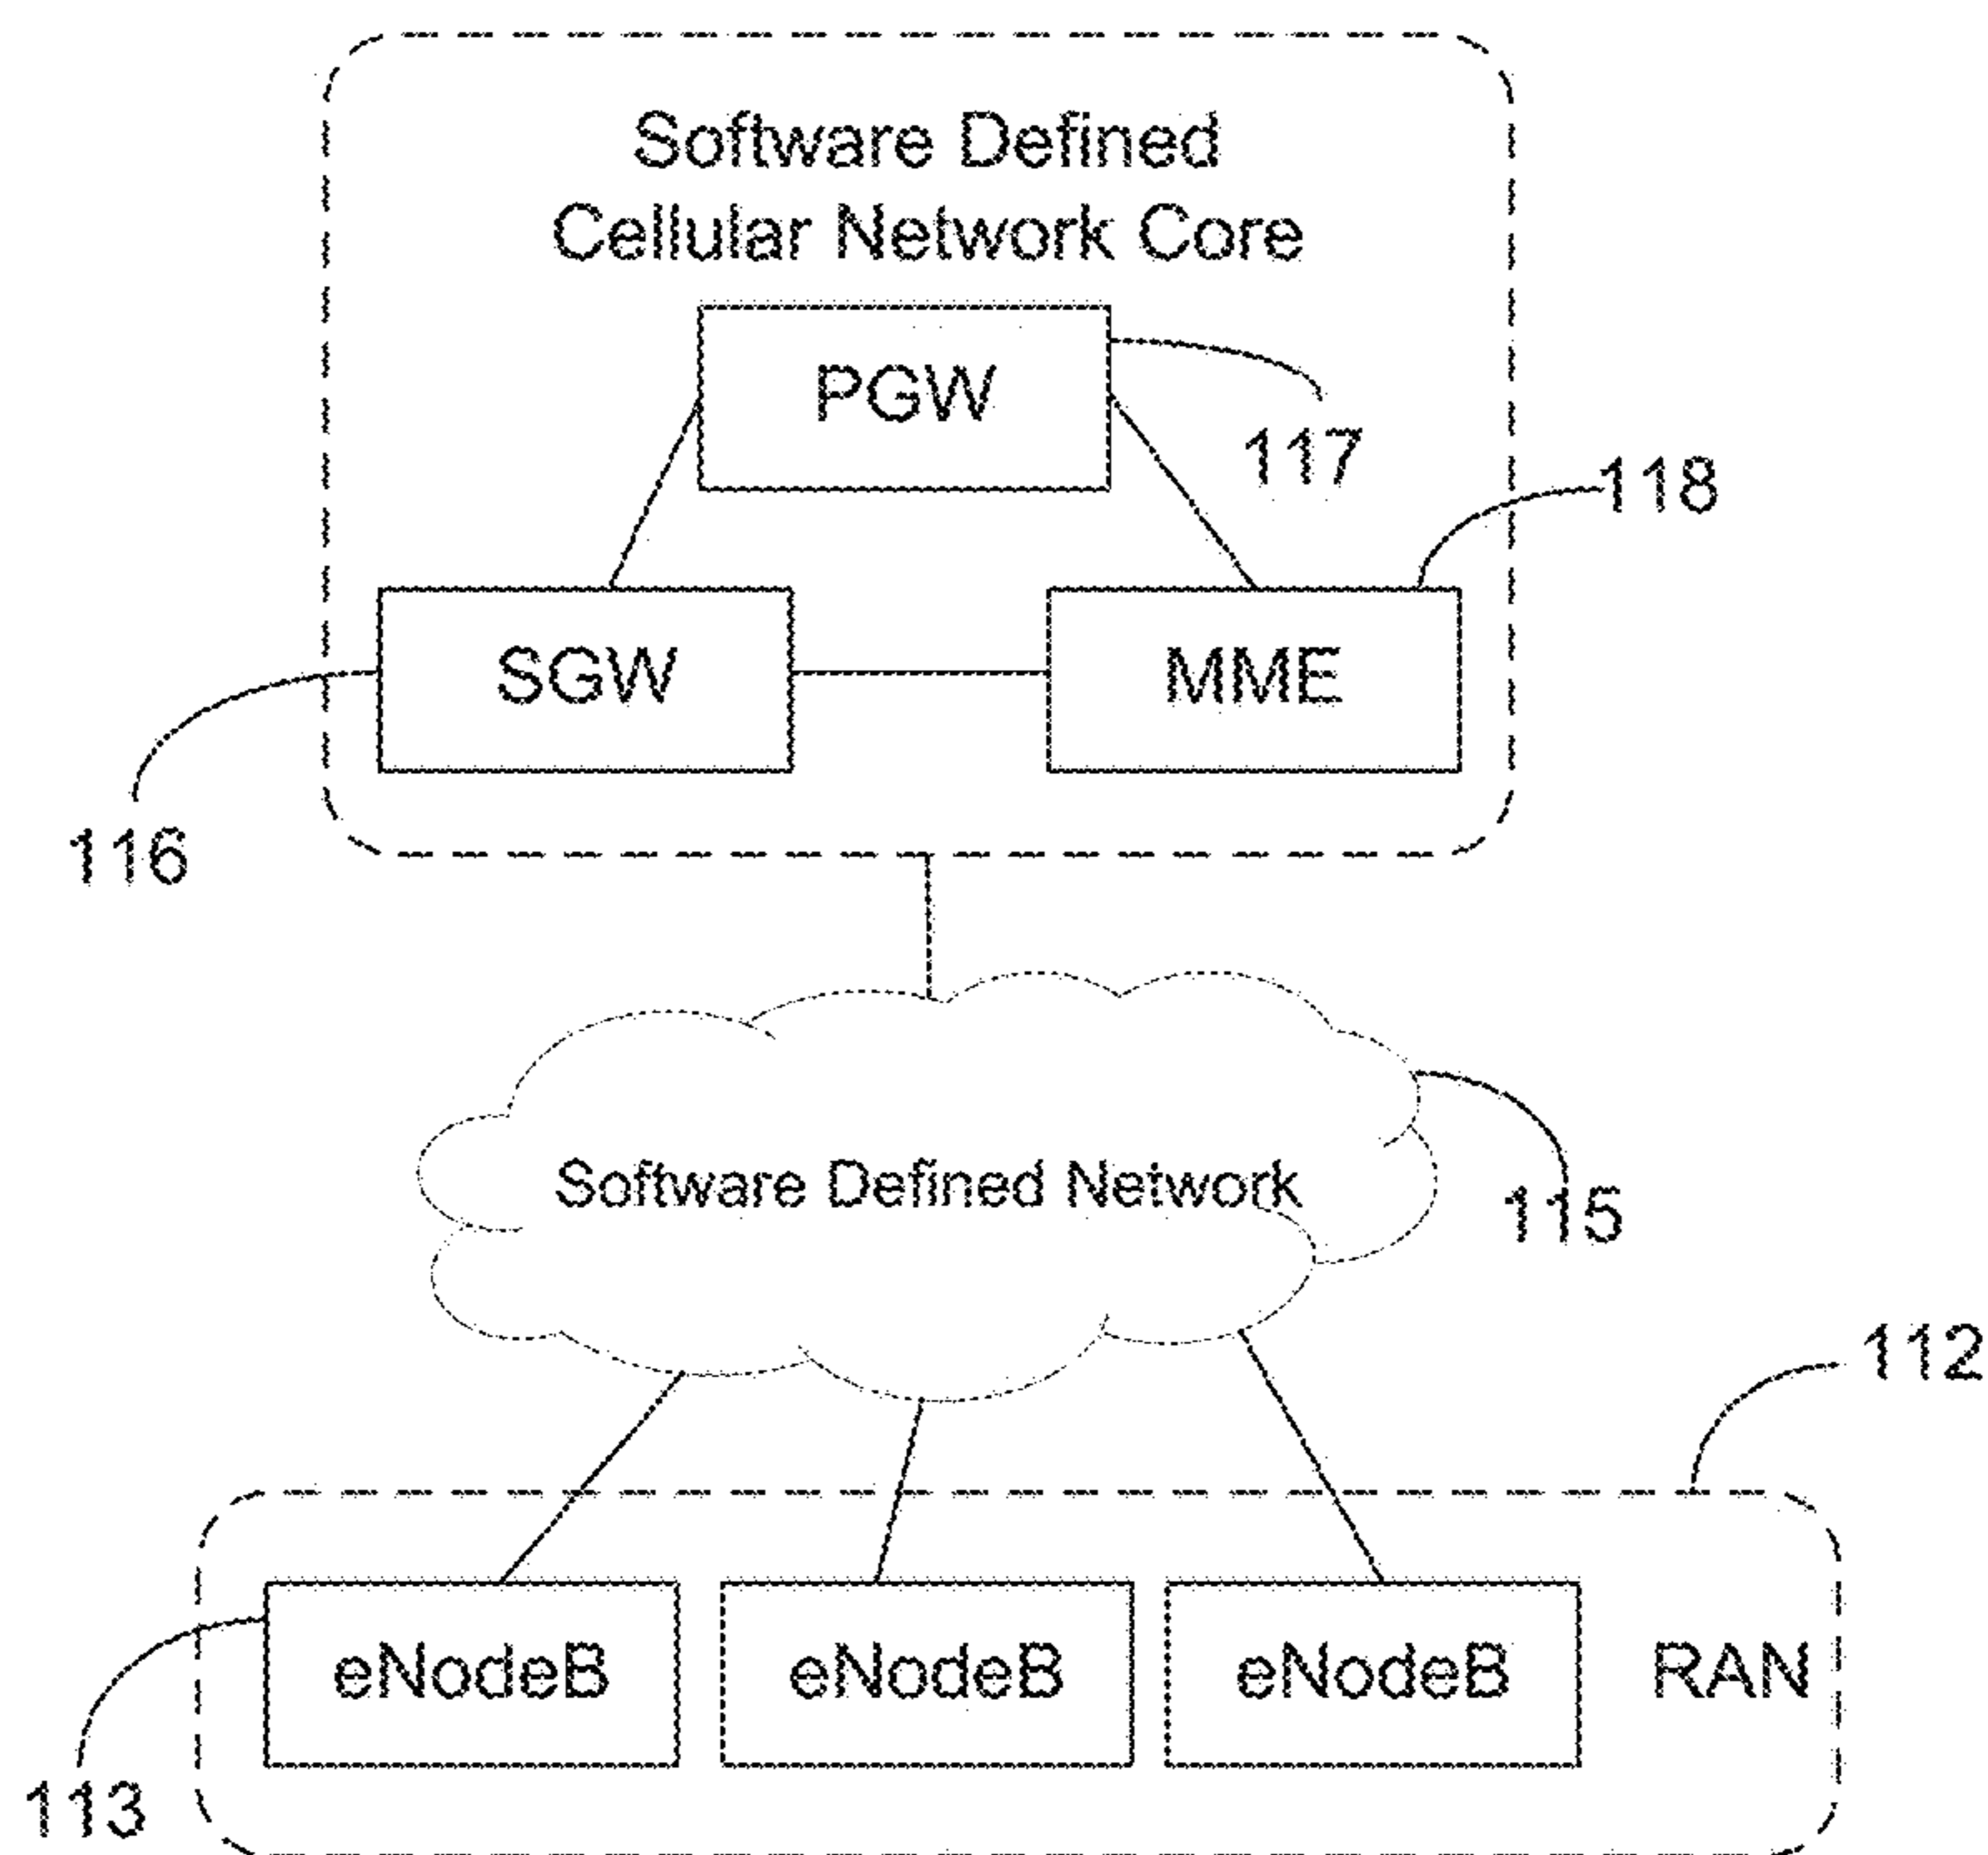 Software Defined
Cellular Network Core
PGW
117
118
SGW
MME
116
Software Defined Network
115
112
eNodeB
eNodeB
eNodeB
RAN
113